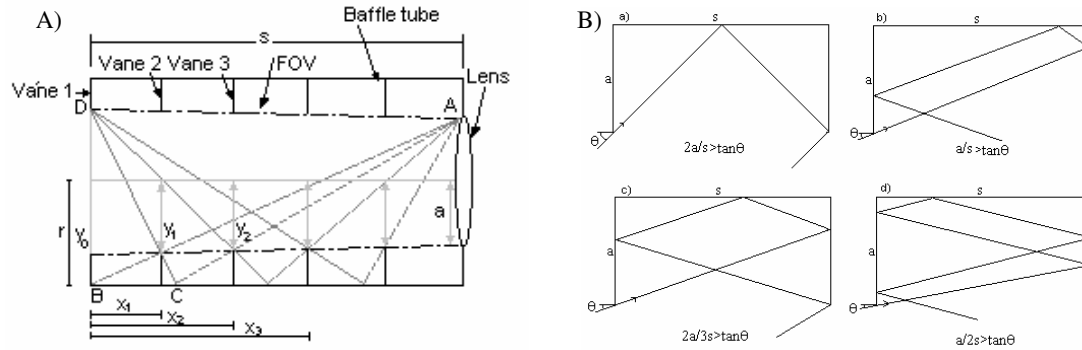 A)
Baffle tube
s
Vane 2 Vane 3
FOV
Lens
Vane 1
D
A
r
y₀
y₁
y₂
a
B
C
x₁
x₂
x₃
B)
a)
s
a
θ
2a/s>tanθ
b)
s
a
θ
a/s>tanθ
c)
s
a
θ
2a/3s>tanθ
d)
s
a
θ
a/2s>tanθ